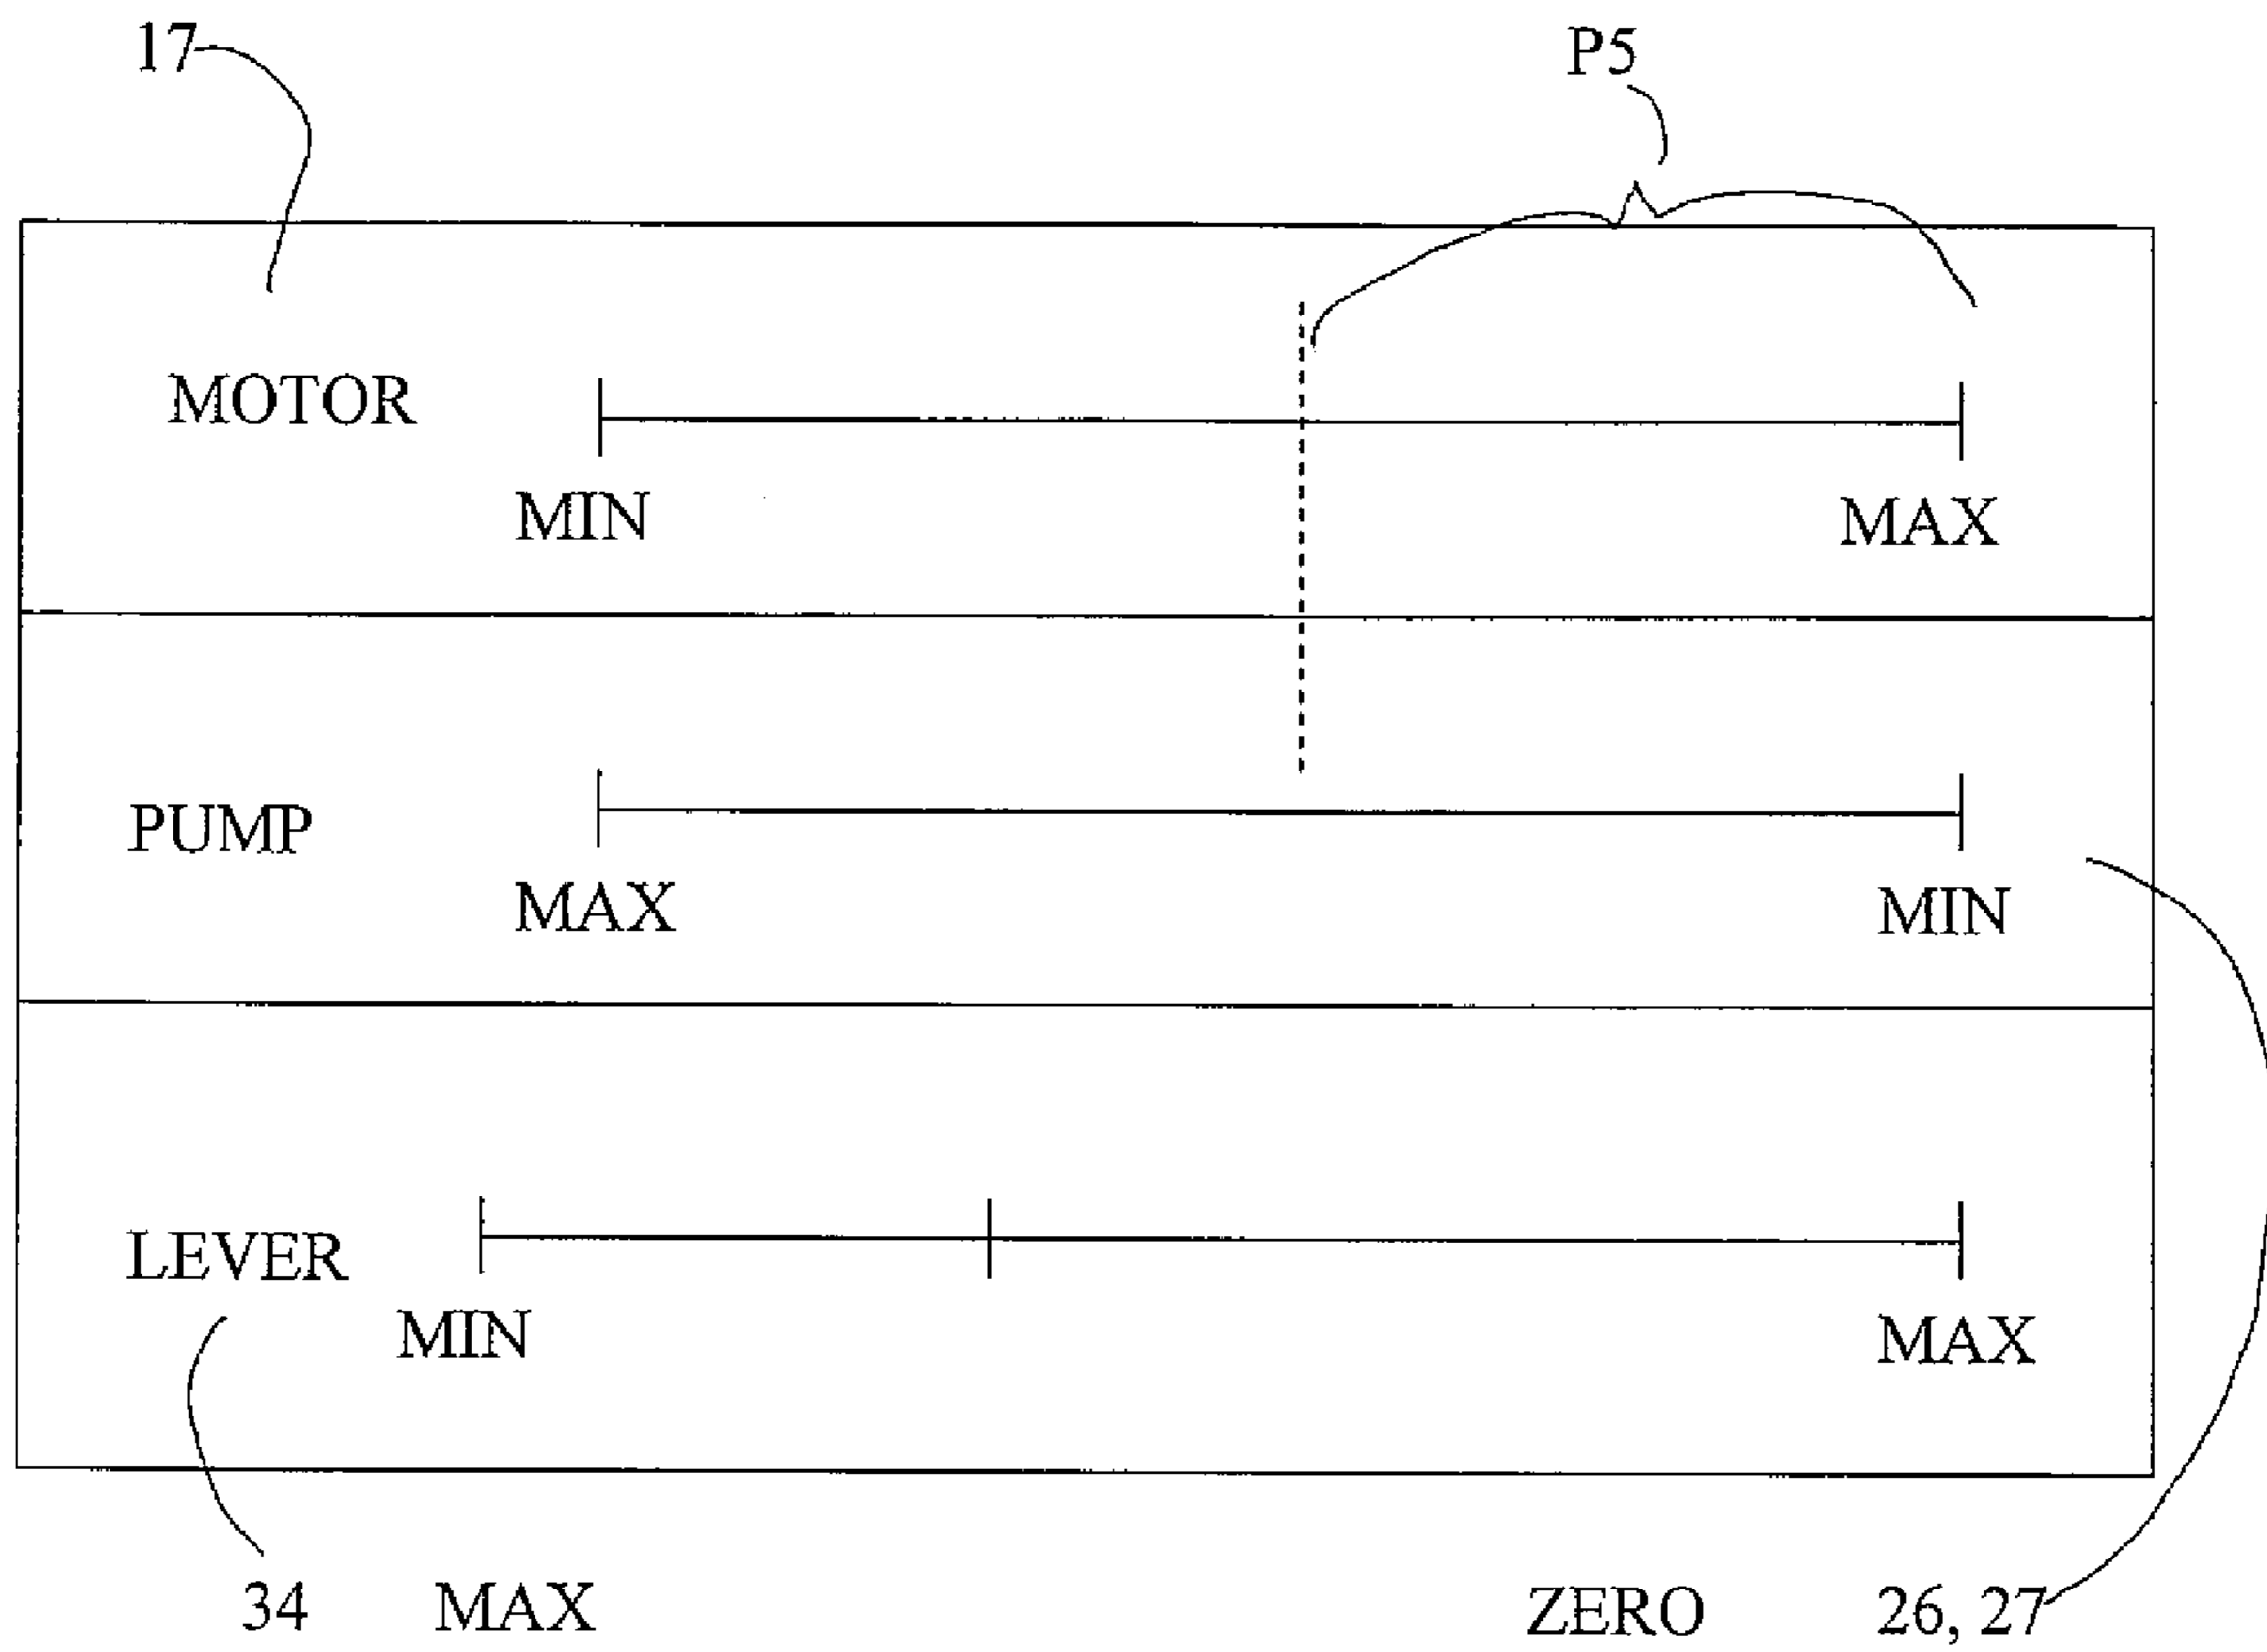 17
P5
MOTOR
MIN
MAX
PUMP
MAX
MIN
LEVER
MIN
MAX
34 MAX ZERO 26, 27